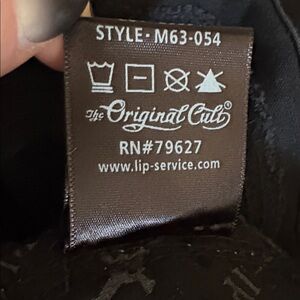 STYLE- M63-054
The Original Cult®
RN#79627
www.lip-service.com